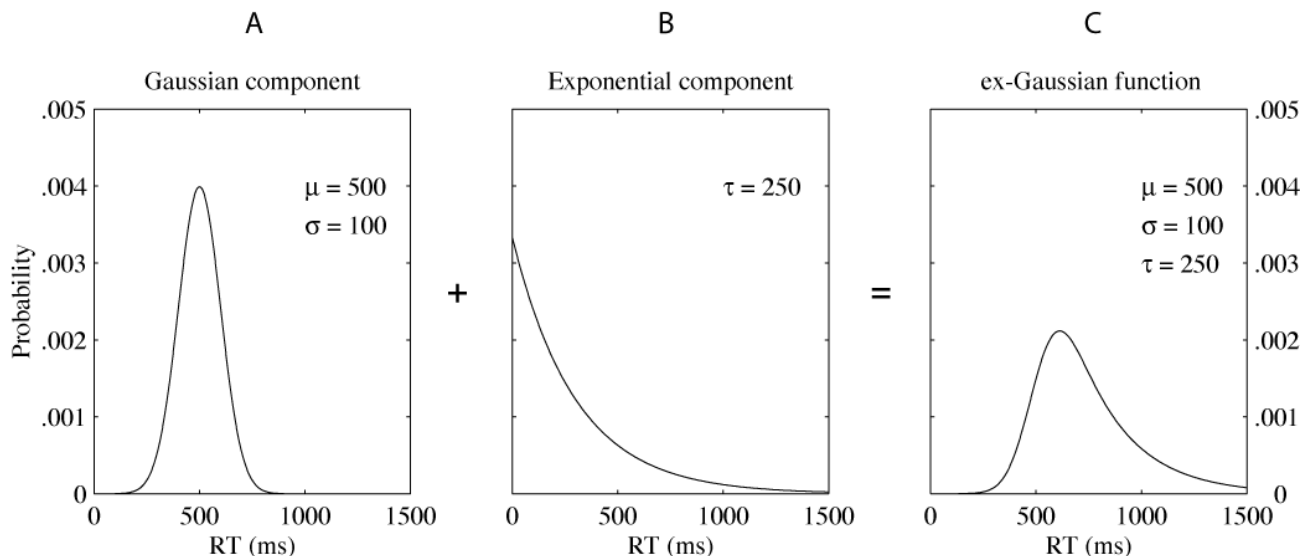 A
B
C
Gaussian component
Exponential component
ex-Gaussian function
.005
.004
.003
.002
.001
0
Probability
μ = 500
σ = 100
0 500 1000 1500
RT (ms)
+
τ = 250
0 500 1000 1500
RT (ms)
=
μ = 500
σ = 100
τ = 250
.005
.004
.003
.002
.001
0
0 500 1000 1500
RT (ms)